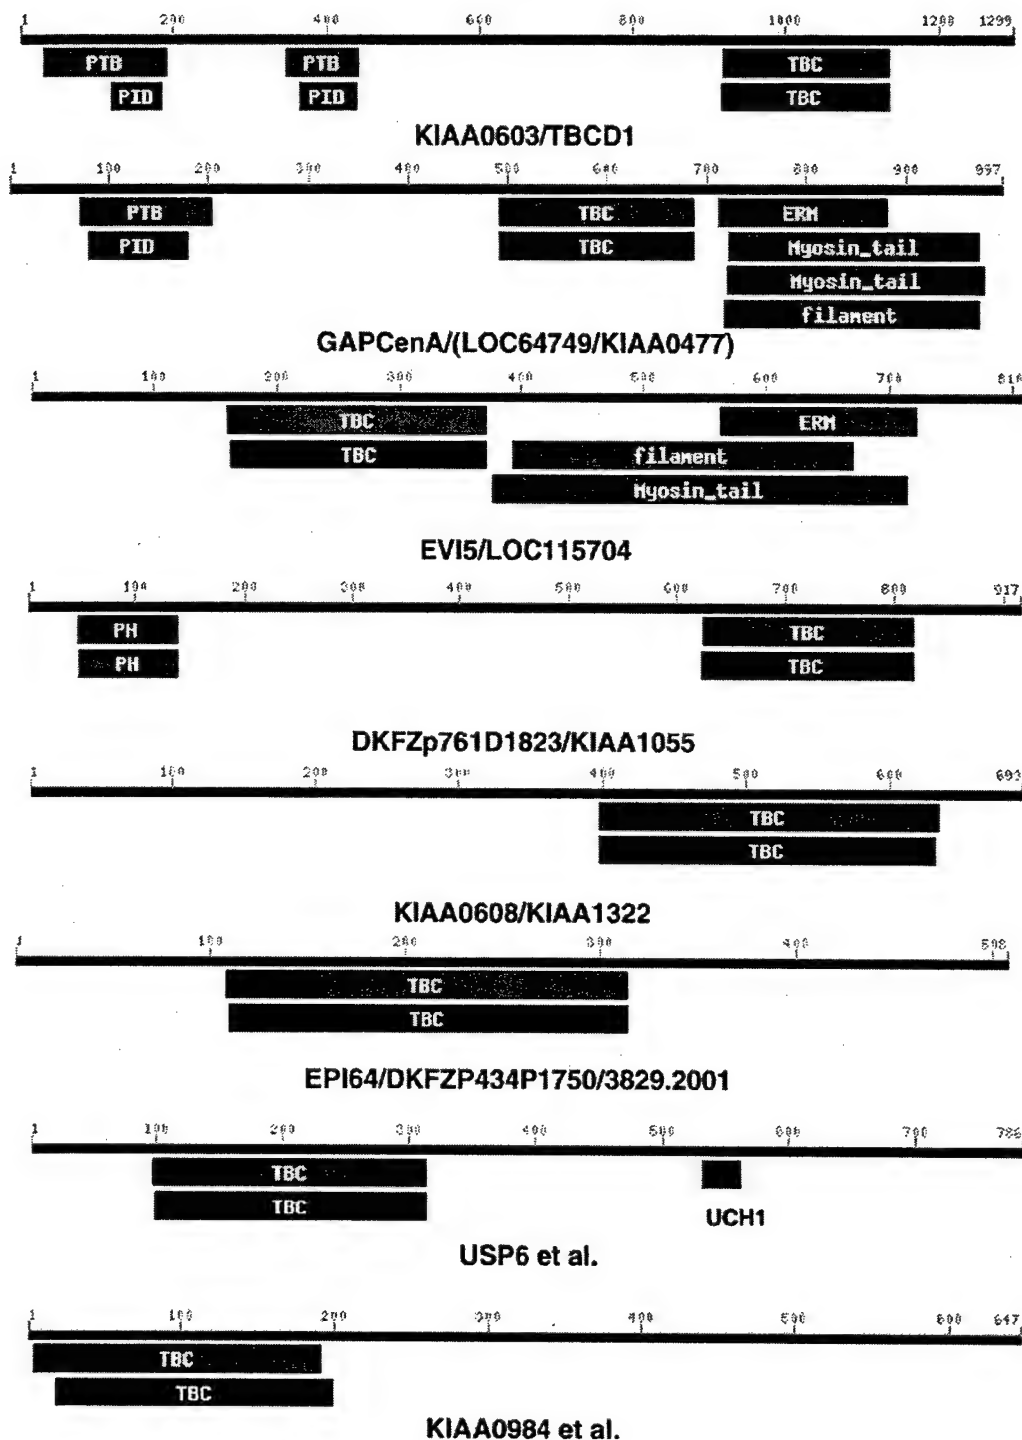 1 200 400 600 800 1000 1200 1299
PTB PTB TBC
PID PID TBC
KIAA0603/TBCD1
1 100 200 300 400 500 600 700 800 900 997
PTB TBC ERM
PID TBC Myosin_tail
Myosin_tail
filament
GAPCenA/(LOC64749/KIAA0477)
1 100 200 300 400 500 600 700 810
TBC ERM
TBC filament
Myosin_tail
EVI5/LOC115704
1 100 200 300 400 500 600 700 800 917
PH TBC
PH TBC
DKFZp761D1823/KIAA1055
1 100 200 300 400 500 600 693
TBC
TBC
KIAA0608/KIAA1322
1 100 200 300 400 508
TBC
TBC
EPI64/DKFZP434P1750/3829.2001
1 100 200 300 400 500 600 700 786
TBC
TBC
UCH1
USP6 et al.
1 100 200 300 400 500 600 647
TBC
TBC
KIAA0984 et al.